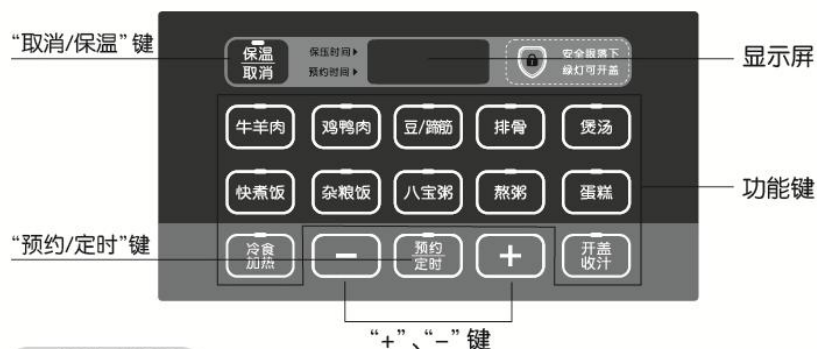 “取消/保温”键
保温
取消
保压时间▶
预约时间▶
安全限落下
绿灯可开盖
显示屏
牛羊肉
鸡鸭肉
豆/蹄筋
排骨
煲汤
快煮饭
杂粮饭
八宝粥
熬粥
蛋糕
功能键
“预约/定时”键
冷食
加热
−
预约
定时
+
开盖
收汁
“+”、“−”键